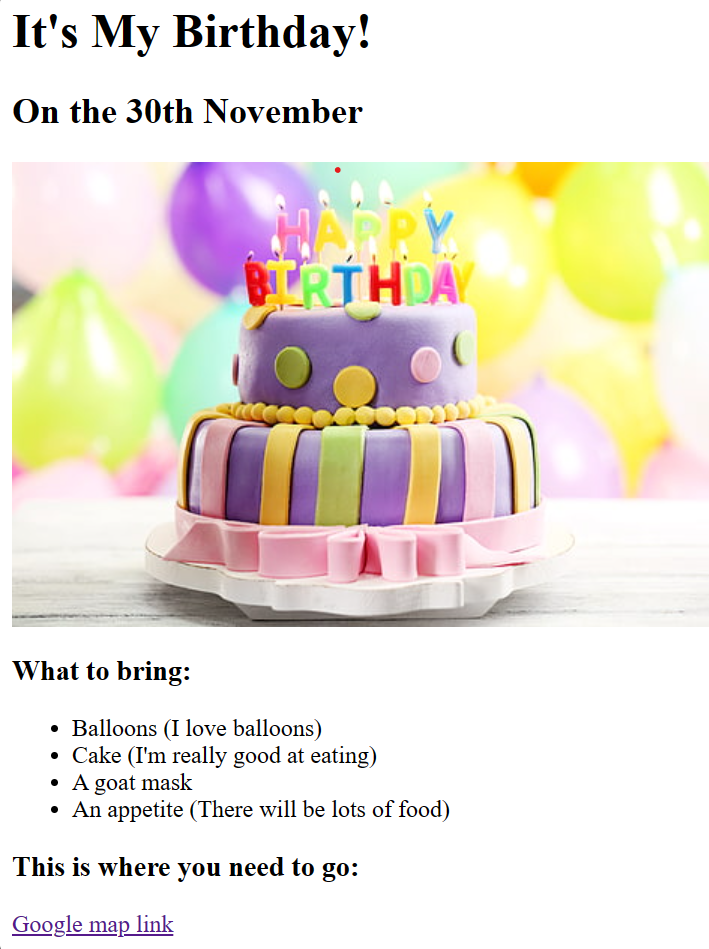 It's My Birthday!
On the 30th November
HAPPY
BIRTHDAY
What to bring:
Balloons (I love balloons)
Cake (I'm really good at eating)
A goat mask
An appetite (There will be lots of food)
This is where you need to go:
Google map link